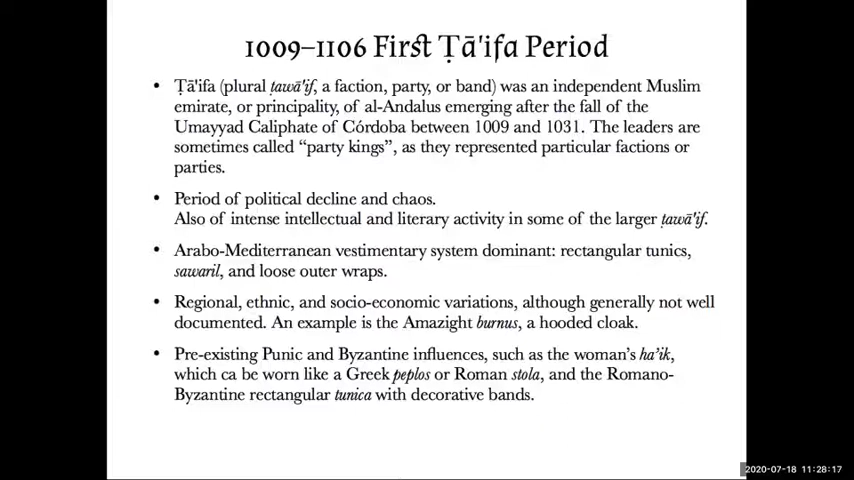 1009–1106 First Ṭā'ifa Period
• Ṭā'ifa (plural ṭawā'if, a faction, party, or band) was an independent Muslim
emirate, or principality, of al-Andalus emerging after the fall of the
Umayyad Caliphate of Córdoba between 1009 and 1031. The leaders are
sometimes called “party kings”, as they represented particular factions or
parties.
• Period of political decline and chaos.
Also of intense intellectual and literary activity in some of the larger ṭawā'if.
• Arabo-Mediterranean vestimentary system dominant: rectangular tunics,
sawaril, and loose outer wraps.
• Regional, ethnic, and socio-economic variations, although generally not well
documented. An example is the Amazight burnus, a hooded cloak.
• Pre-existing Punic and Byzantine influences, such as the woman’s ha’ik,
which ca be worn like a Greek peplos or Roman stola, and the Romano-
Byzantine rectangular tunica with decorative bands.
2020-07-18 11:28:17